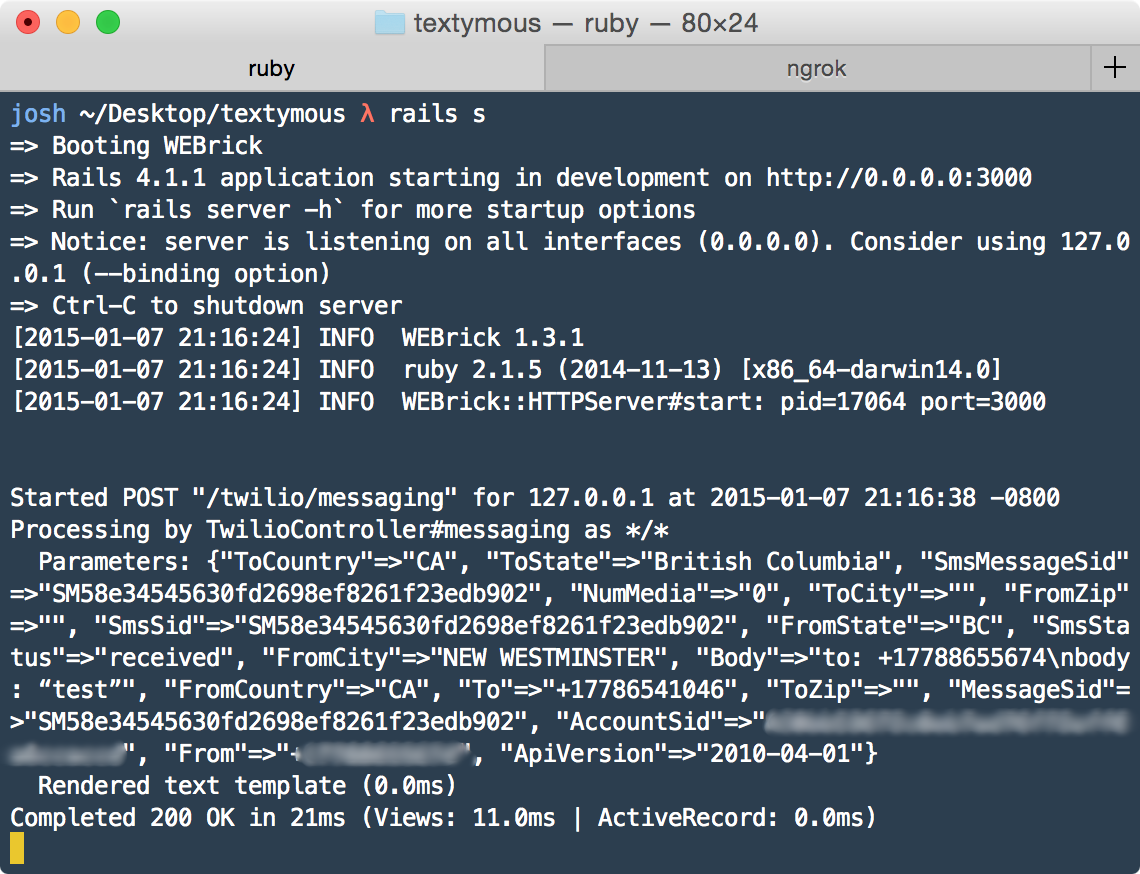 textymous — ruby — 80×24
ruby
ngrok
+
josh ~/Desktop/textymous λ rails s
=> Booting WEBrick
=> Rails 4.1.1 application starting in development on http://0.0.0.0:3000
=> Run `rails server -h` for more startup options
=> Notice: server is listening on all interfaces (0.0.0.0). Consider using 127.0
.0.1 (--binding option)
=> Ctrl-C to shutdown server
[2015-01-07 21:16:24] INFO  WEBrick 1.3.1
[2015-01-07 21:16:24] INFO  ruby 2.1.5 (2014-11-13) [x86_64-darwin14.0]
[2015-01-07 21:16:24] INFO  WEBrick::HTTPServer#start: pid=17064 port=3000
Started POST "/twilio/messaging" for 127.0.0.1 at 2015-01-07 21:16:38 -0800
Processing by TwilioController#messaging as */*
  Parameters: {"ToCountry"=>"CA", "ToState"=>"British Columbia", "SmsMessageSid"
=>"SM58e34545630fd2698ef8261f23edb902", "NumMedia"=>"0", "ToCity"=>"", "FromZip"
=>"", "SmsSid"=>"SM58e34545630fd2698ef8261f23edb902", "FromState"=>"BC", "SmsSta
tus"=>"received", "FromCity"=>"NEW WESTMINSTER", "Body"=>"to: +17788655674\nbody
: “test”", "FromCountry"=>"CA", "To"=>"+17786541046", "ToZip"=>"", "MessageSid"=
>"SM58e34545630fd2698ef8261f23edb902", "AccountSid"=>"
", "From"=>"+", "ApiVersion"=>"2010-04-01"}
  Rendered text template (0.0ms)
Completed 200 OK in 21ms (Views: 11.0ms | ActiveRecord: 0.0ms)